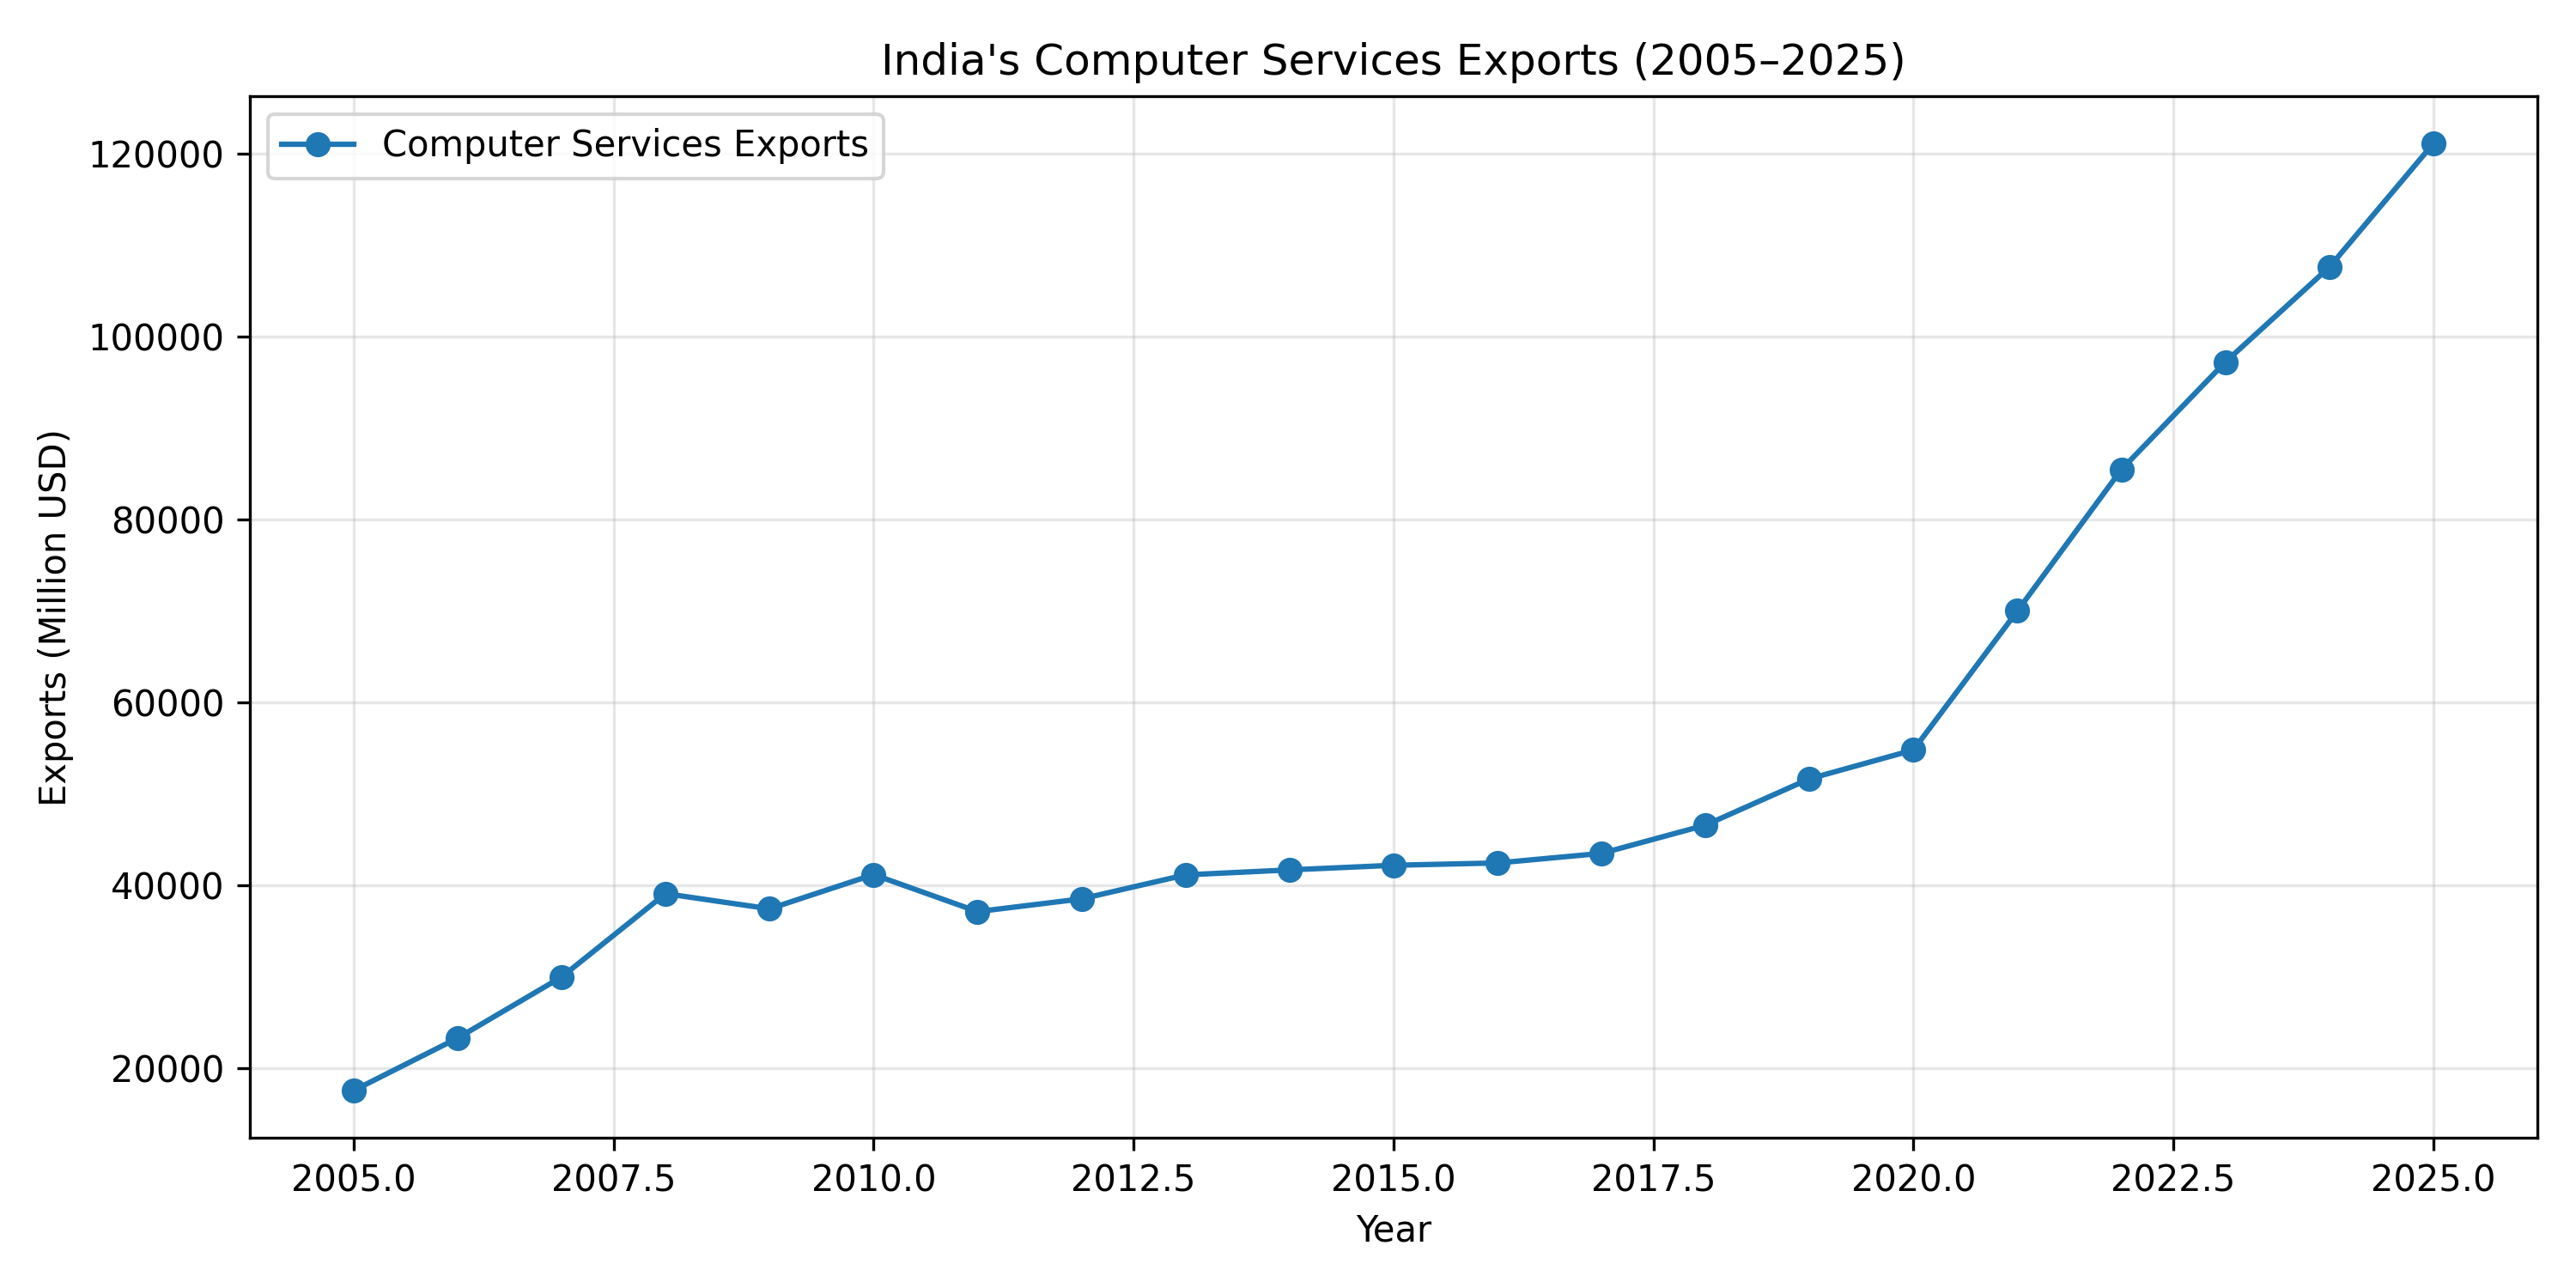 India's Computer Services Exports (2005–2025)
Computer Services Exports
120000
100000
80000
60000
40000
20000
Exports (Million USD)
2005.0 2007.5 2010.0 2012.5 2015.0 2017.5 2020.0 2022.5 2025.0
Year